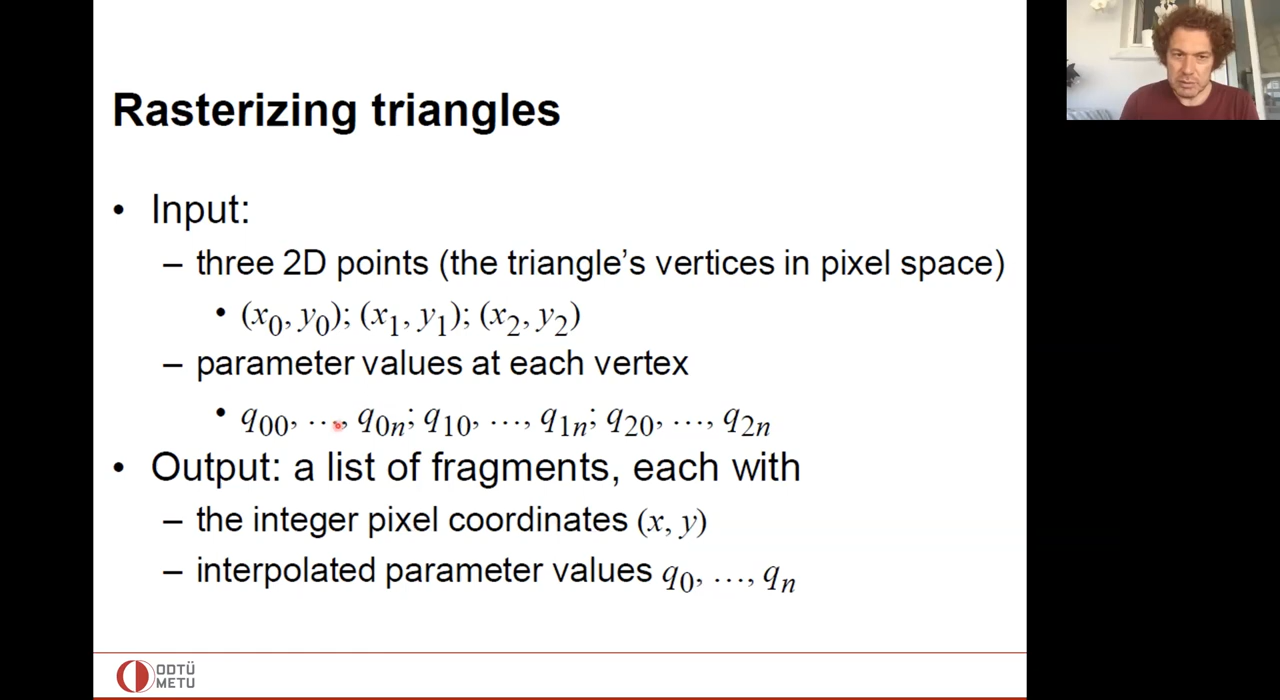 Rasterizing triangles
• Input:
– three 2D points (the triangle's vertices in pixel space)
• (x₀, y₀); (x₁, y₁); (x₂, y₂)
– parameter values at each vertex
• q₀₀, …, q₀ₙ; q₁₀, …, q₁ₙ; q₂₀, …, q₂ₙ
• Output: a list of fragments, each with
– the integer pixel coordinates (x, y)
– interpolated parameter values q₀, …, qₙ
ODTÜ
METU